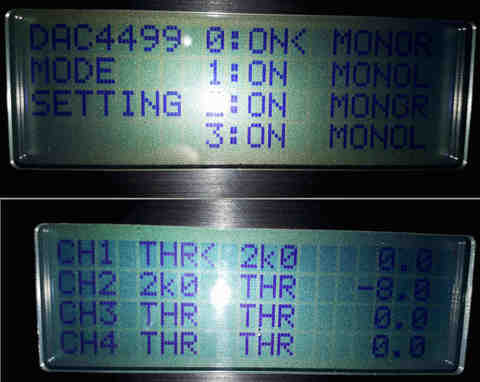 DAC4499 0:ON< MONOR
MODE 1:ON MONOL
SETTING 2:ON MONOR
3:ON MONOL
CH1 THR< 2k0 0.0
CH2 2k0 THR -8.0
CH3 THR THR 0.0
CH4 THR THR 0.0